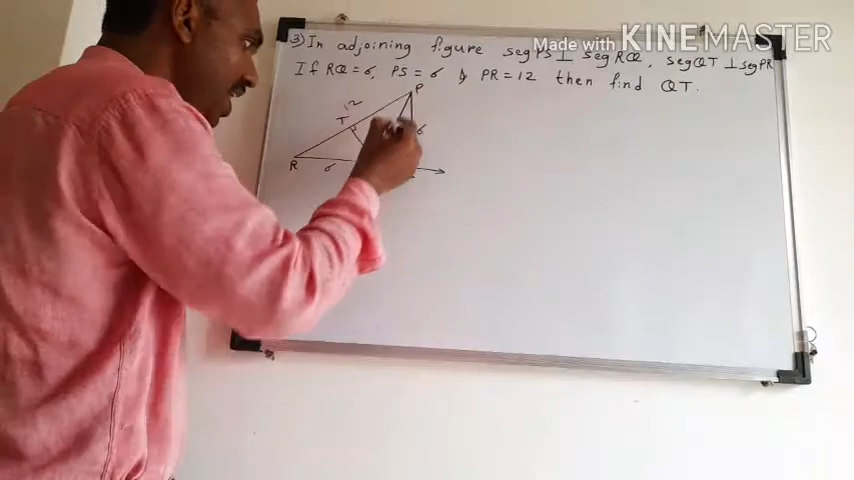 Made with KINEMASTER
3) In adjoining figure seg PS ⊥ seg RQ, seg QT ⊥ seg PR
If RQ = 6, PS = 6 & PR = 12 then find QT.
P
12
T
6
R
6